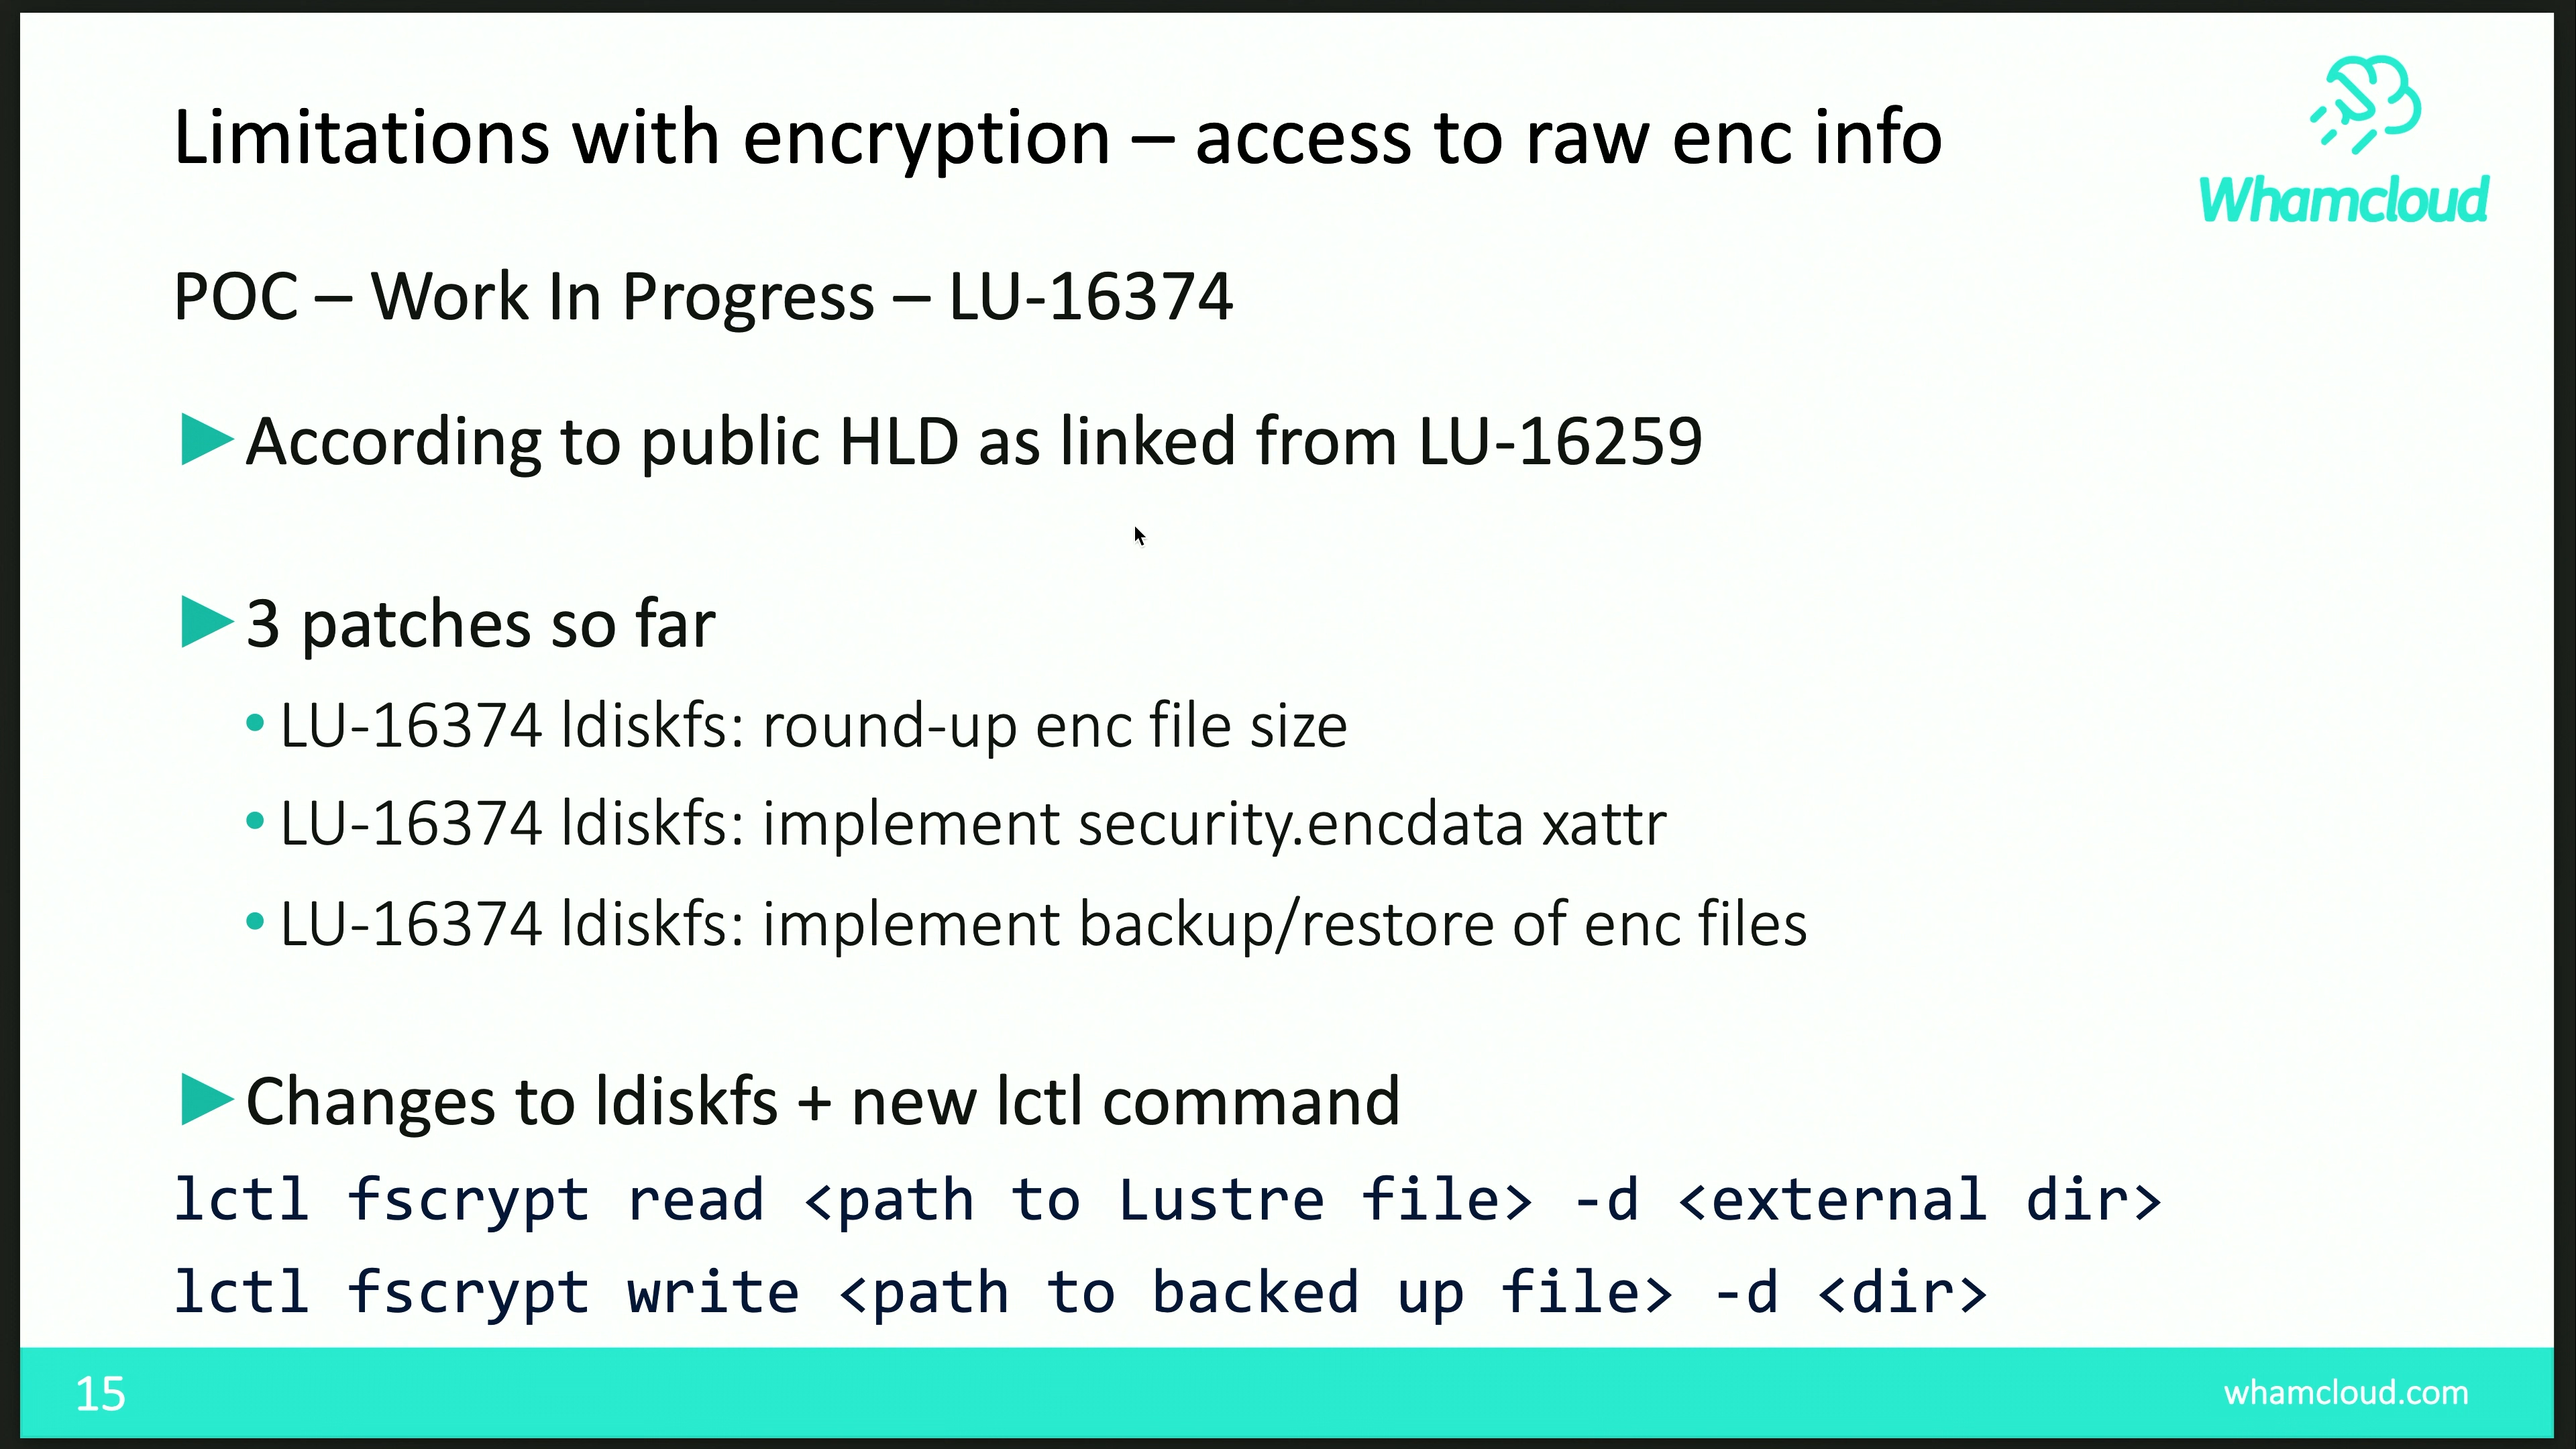 Limitations with encryption – access to raw enc info
Whamcloud
POC – Work In Progress – LU-16374
According to public HLD as linked from LU-16259
3 patches so far
LU-16374 ldiskfs: round-up enc file size
LU-16374 ldiskfs: implement security.encdata xattr
LU-16374 ldiskfs: implement backup/restore of enc files
Changes to ldiskfs + new lctl command
lctl fscrypt read <path to Lustre file> -d <external dir>
lctl fscrypt write <path to backed up file> -d <dir>
15
whamcloud.com